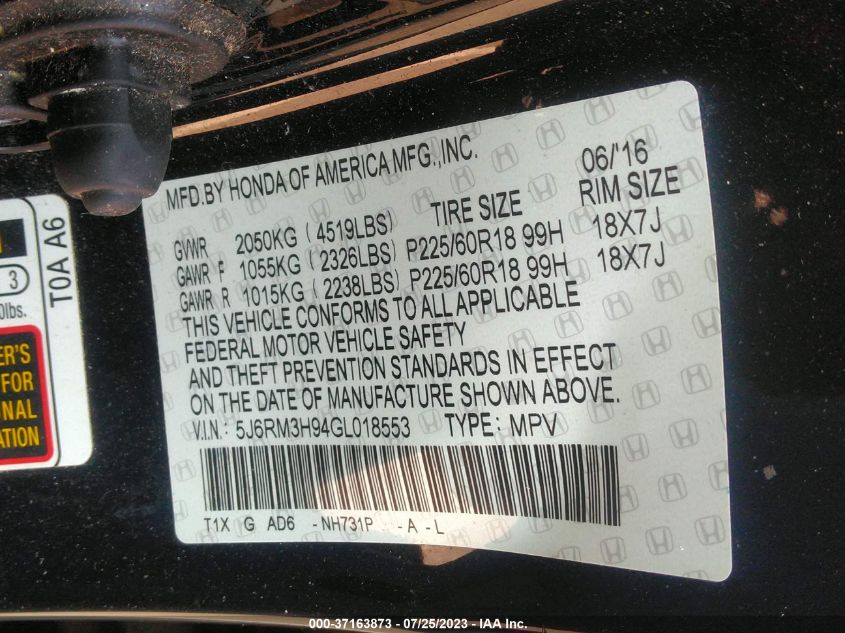 MFD.BY HONDA OF AMERICA MFG.,INC. 06/'16
TIRE SIZE RIM SIZE
GVWR 2050KG (4519LBS)
GAWR F 1055KG (2326LBS) P225/60R18 99H 18X7J
GAWR R 1015KG (2238LBS) P225/60R18 99H 18X7J
THIS VEHICLE CONFORMS TO ALL APPLICABLE
FEDERAL MOTOR VEHICLE SAFETY
AND THEFT PREVENTION STANDARDS IN EFFECT
ON THE DATE OF MANUFACTURE SHOWN ABOVE.
V.I.N.: 5J6RM3H94GL018553 TYPE: MPV
T1X G AD6 -NH731P -A-L
T0A A6
3
0lbs.
ER'S
FOR
NAL
ATION
000-37163873 - 07/25/2023 - IAA Inc.